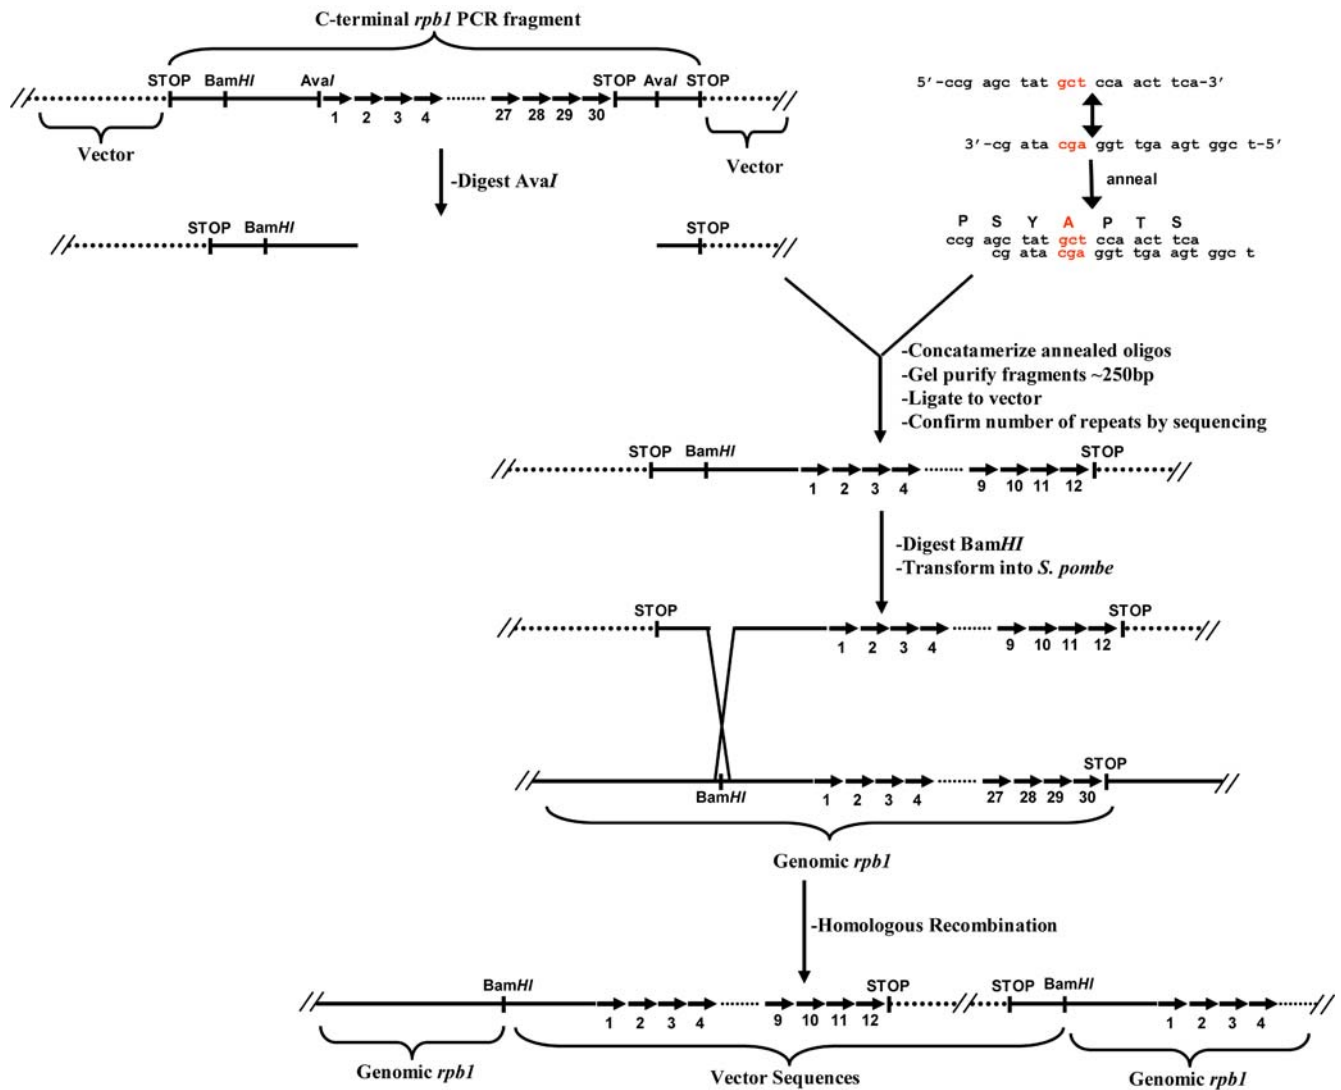 C-terminal rpb1 PCR fragment
STOP BamHI AvaI STOP AvaI STOP
1 2 3 4 27 28 29 30
Vector Vector
-Digest AvaI
STOP BamHI STOP
5’-ccg agc tat gct cca act tca-3’
3’-cg ata cga ggt tga agt ggc t-5’
anneal
P S Y A P T S
ccg agc tat gct cca act tca
cg ata cga ggt tga agt ggc t
-Concatamerize annealed oligos
-Gel purify fragments ~250bp
-Ligate to vector
-Confirm number of repeats by sequencing
STOP BamHI STOP
1 2 3 4 9 10 11 12
-Digest BamHI
-Transform into S. pombe
STOP STOP
1 2 3 4 9 10 11 12
STOP
BamHI 1 2 3 4 27 28 29 30
Genomic rpb1
-Homologous Recombination
BamHI STOP STOP BamHI
1 2 3 4 9 10 11 12 1 2 3 4
Genomic rpb1 Vector Sequences Genomic rpb1